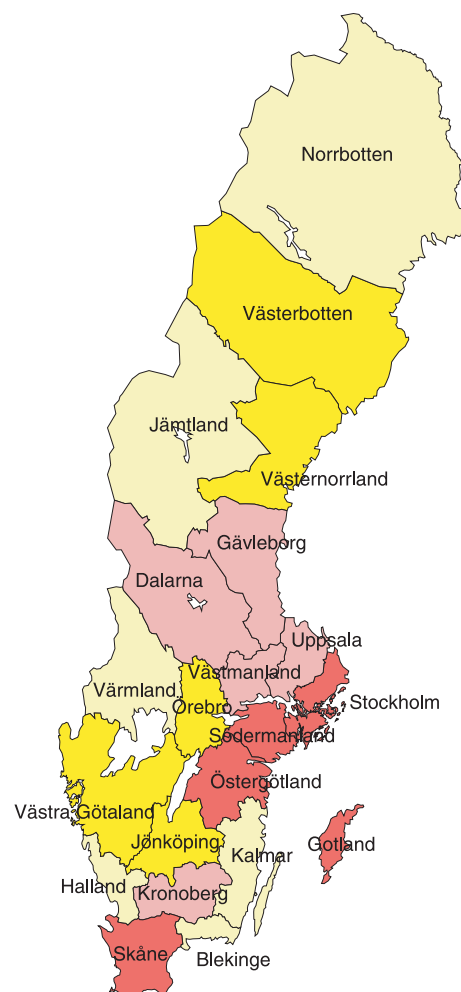 Norrbotten
Västerbotten
Jämtland
Västernorrland
Gävleborg
Dalarna
Uppsala
Västmanland
Värmland
Örebro
Stockholm
Södermanland
Östergötland
Västra Götaland
Jönköping
Gotland
Kalmar
Halland
Kronoberg
Skåne
Blekinge